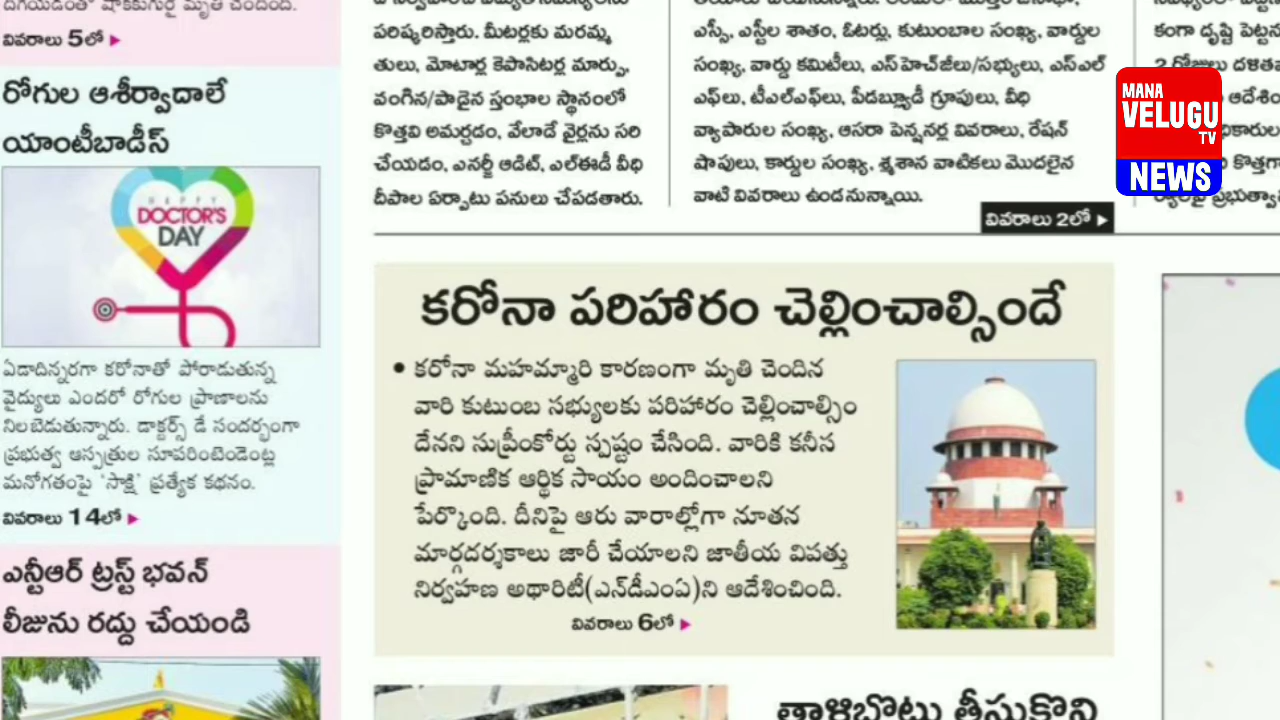 వివరాలు 5లో
రోగుల ఆశీర్వాదాలే
యాంటీబాడీస్
HAPPY
DOCTOR'S
DAY
ఏడాదిన్నరగా కరోనాతో పోరాడుతున్న
వైద్యులు ఎందరో రోగుల ప్రాణాలను
నిలబెడుతున్నారు. డాక్టర్స్ డే సందర్భంగా
ప్రభుత్వ ఆస్పత్రుల సూపరింటెండెంట్ల
మనోగతంపై 'సాక్షి' ప్రత్యేక కథనం.
వివరాలు 14లో
ఎన్టీఆర్ ట్రస్ట్ భవన్
లీజును రద్దు చేయండి
పరిష్కరిస్తారు. మీటర్లకు మరమ్మ
తులు, మోటార్ల కెపాసిటర్ల మార్పు,
వంగిన/పాడైన స్తంభాల స్థానంలో
కొత్తవి అమర్చడం, వేలాడే వైర్లను సరి
చేయడం, ఎనర్జీ ఆడిట్, ఎల్ఈడీ వీధి
దీపాల ఏర్పాటు పనులు చేపడతారు.
ఎస్సీ, ఎస్టీల శాతం, ఓటర్లు, కుటుంబాల సంఖ్య, వార్డుల
సంఖ్య, వార్డు కమిటీలు, ఎస్‌హెచ్‌జీలు/సభ్యులు, ఎస్ఎల్
ఎఫ్‌లు, టీఎల్ఎఫ్‌లు, పీడబ్ల్యూడీ గ్రూపులు, వీధి
వ్యాపారుల సంఖ్య, ఆసరా పెన్షనర్ల వివరాలు, రేషన్
షాపులు, కార్డుల సంఖ్య, శ్మశాన వాటికలు మొదలైన
వాటి వివరాలు ఉండనున్నాయి.
వివరాలు 2లో
కరోనా పరిహారం చెల్లించాల్సిందే
• కరోనా మహమ్మారి కారణంగా మృతి చెందిన
వారి కుటుంబ సభ్యులకు పరిహారం చెల్లించాల్సిం
దేనని సుప్రీంకోర్టు స్పష్టం చేసింది. వారికి కనీస
ప్రామాణిక ఆర్థిక సాయం అందించాలని
పేర్కొంది. దీనిపై ఆరు వారాల్లోగా నూతన
మార్గదర్శకాలు జారీ చేయాలని జాతీయ విపత్తు
నిర్వహణ అథారిటీ(ఎన్‌డీఎంఏ)ని ఆదేశించింది.
వివరాలు 6లో
తాళిబొట్టు తీసుకొని
కంగా దృష్టి
MANA
VELUGU
TV
NEWS